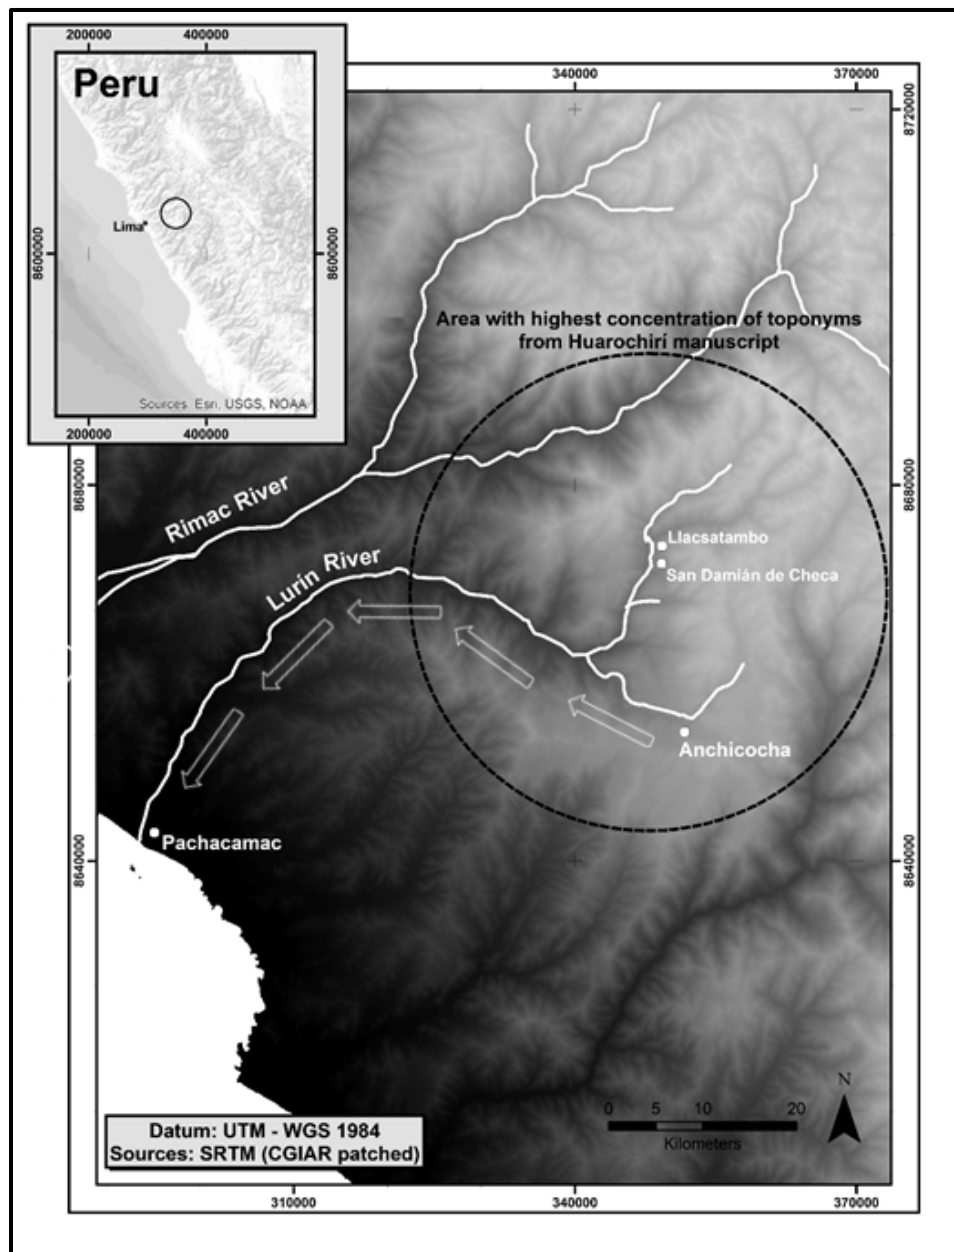 200000 400000
Peru
Lima
8600000 8600000
Sources: Esri, USGS, NOAA
200000 400000
340000 370000
8720000
Area with highest concentration of toponyms
from Huarochirí manuscript
8680000 8680000
Rimac River
Llacsatambo
San Damián de Checa
Lurín River
Anchicocha
Pachacamac
8640000 8640000
N
0 5 10 20
Kilometers
Datum: UTM - WGS 1984
Sources: SRTM (CGIAR patched)
310000 340000 370000